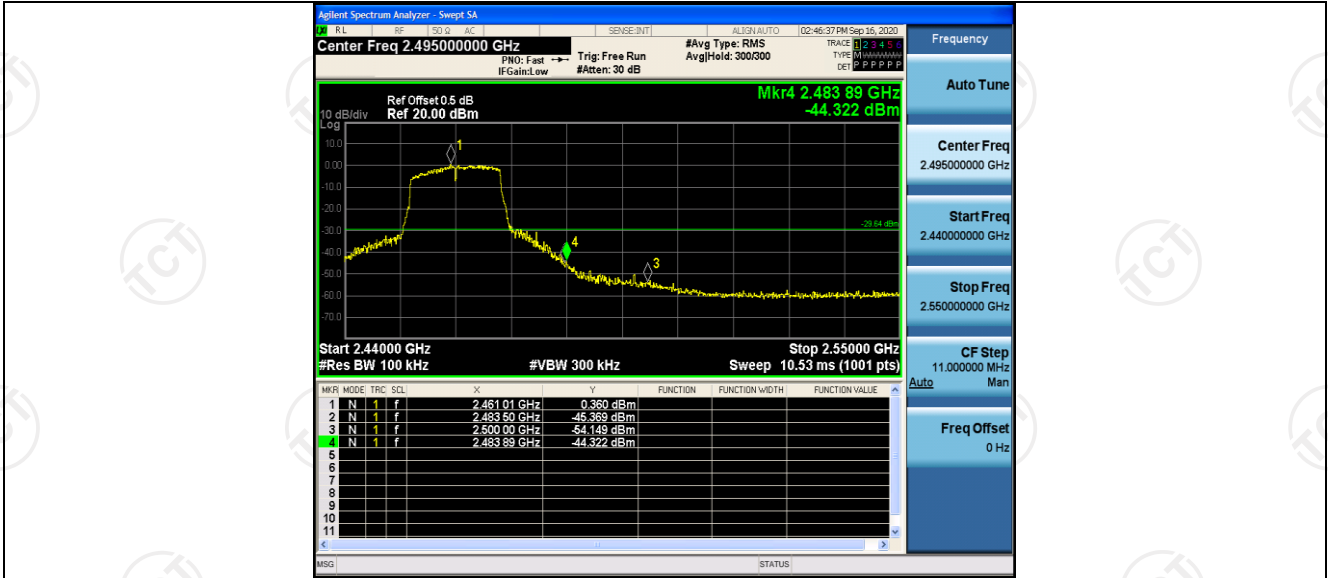 Agilent Spectrum Analyzer - Swept SA
RL RF 50 Ω AC SENSE:INT ALIGN AUTO 02:46:37 PM Sep 16, 2020
Center Freq 2.495000000 GHz
PNO: Fast
IFGain:Low
Trig: Free Run
#Atten: 30 dB
#Avg Type: RMS
Avg|Hold: 300/300
TRACE 1 2 3 4 5 6
TYPE M
DET P P P P P P
Mkr4 2.483 89 GHz
-44.322 dBm
Ref Offset 0.5 dB
10 dB/div Ref 20.00 dBm
Log
10.0
0.00
-10.0
-20.0
-30.0
-40.0
-50.0
-60.0
-70.0
1
4
3
-29.64 dBm
Start 2.44000 GHz Stop 2.55000 GHz
#Res BW 100 kHz #VBW 300 kHz Sweep 10.53 ms (1001 pts)
MKR MODE TRC SCL X Y FUNCTION FUNCTION WIDTH FUNCTION VALUE
1 N 1 f 2.461 01 GHz 0.360 dBm
2 N 1 f 2.483 50 GHz -45.369 dBm
3 N 1 f 2.500 00 GHz -54.149 dBm
4 N 1 f 2.483 89 GHz -44.322 dBm
5
6
7
8
9
10
11
MSG STATUS
Frequency
Auto Tune
Center Freq
2.495000000 GHz
Start Freq
2.440000000 GHz
Stop Freq
2.550000000 GHz
CF Step
11.000000 MHz
Auto Man
Freq Offset
0 Hz
TCT
TCT